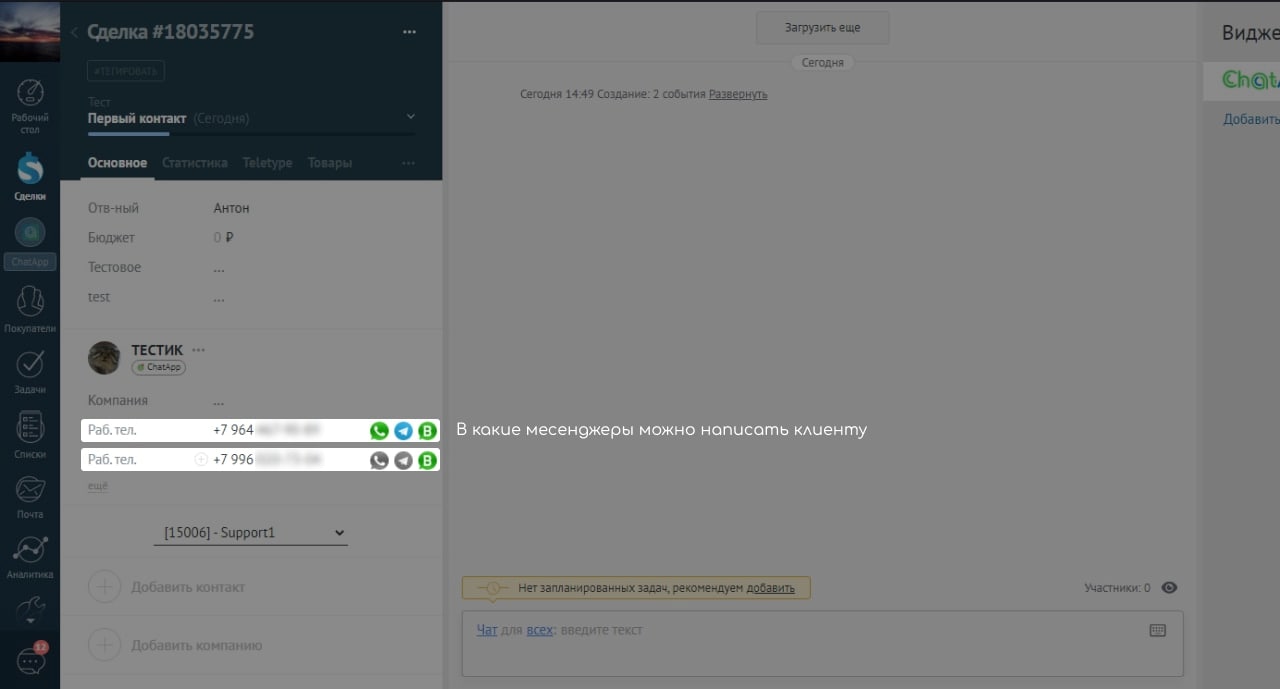 Сделка #18035775
#ТЕГИРОВАТЬ
Тест
Первый контакт (Сегодня)
Основное Статистика Teletype Товары
Отв-ный Антон
Бюджет 0 ₽
Тестовое ...
test ...
ТЕСТИК
ChatApp
Компания ...
Раб. тел. +7 964
Раб. тел. +7 996
ещё
[15006] - Support1
Добавить контакт
Добавить компанию
Рабочий
стол
Сделки
ChatApp
Покупатели
Задачи
Списки
Почта
Аналитика
12
Загрузить еще
Сегодня
Сегодня 14:49 Создание: 2 события Развернуть
В какие месенджеры можно написать клиенту
Нет запланированных задач, рекомендуем добавить
Участники: 0
Чат для всех: введите текст
Видже
Chat
Добавить